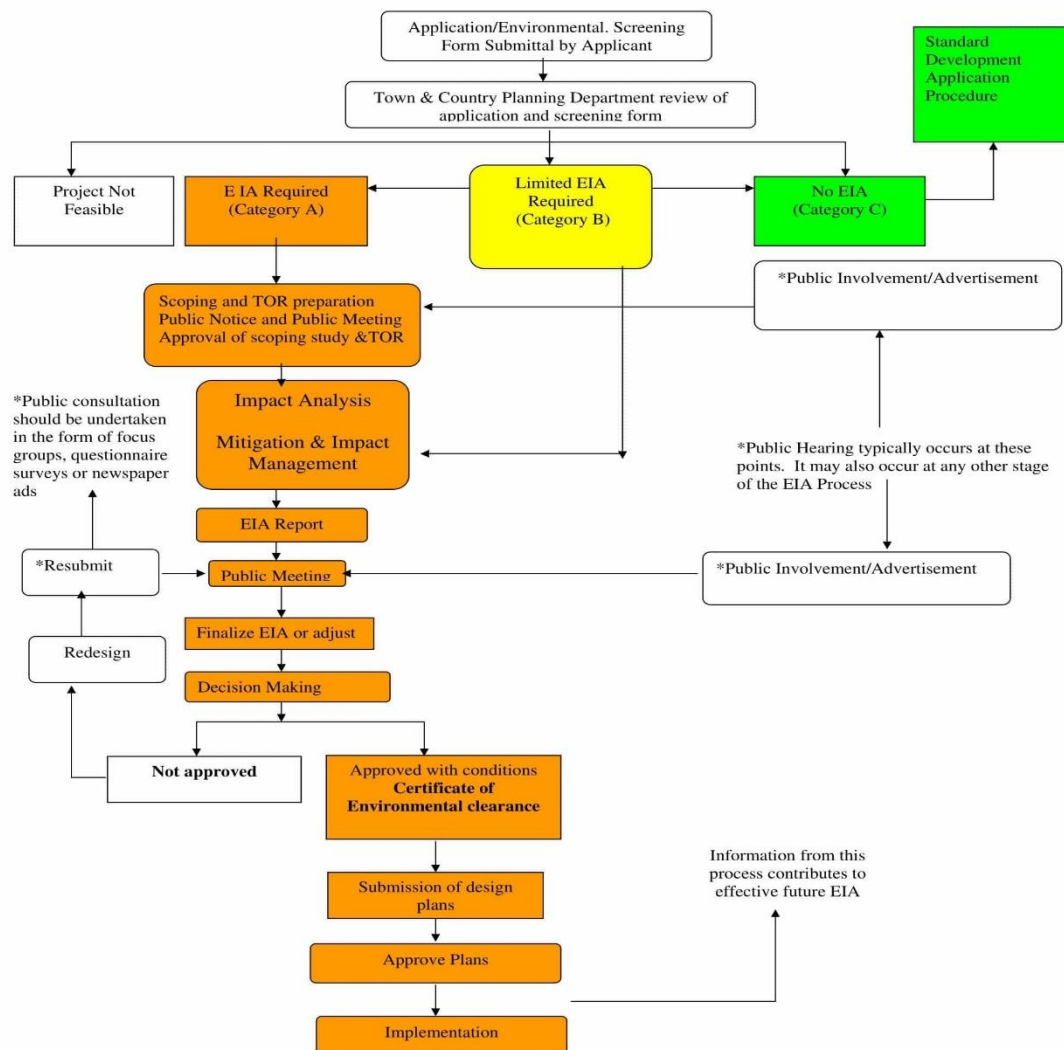 Application/Environmental. Screening
Form Submittal by Applicant
Standard
Development
Application
Procedure
Town & Country Planning Department review of
application and screening form
Project Not
Feasible
E IA Required
(Category A)
Limited EIA
Required
(Category B)
No EIA
(Category C)
*Public Involvement/Advertisement
Scoping and TOR preparation
Public Notice and Public Meeting
Approval of scoping study &TOR
Impact Analysis
Mitigation & Impact
Management
*Public consultation
should be undertaken
in the form of focus
groups, questionnaire
surveys or newspaper
ads
*Public Hearing typically occurs at these
points. It may also occur at any other stage
of the EIA Process
EIA Report
*Resubmit
Public Meeting
*Public Involvement/Advertisement
Finalize EIA or adjust
Redesign
Decision Making
Not approved
Approved with conditions
Certificate of
Environmental clearance
Information from this
process contributes to
effective future EIA
Submission of design
plans
Approve Plans
Implementation